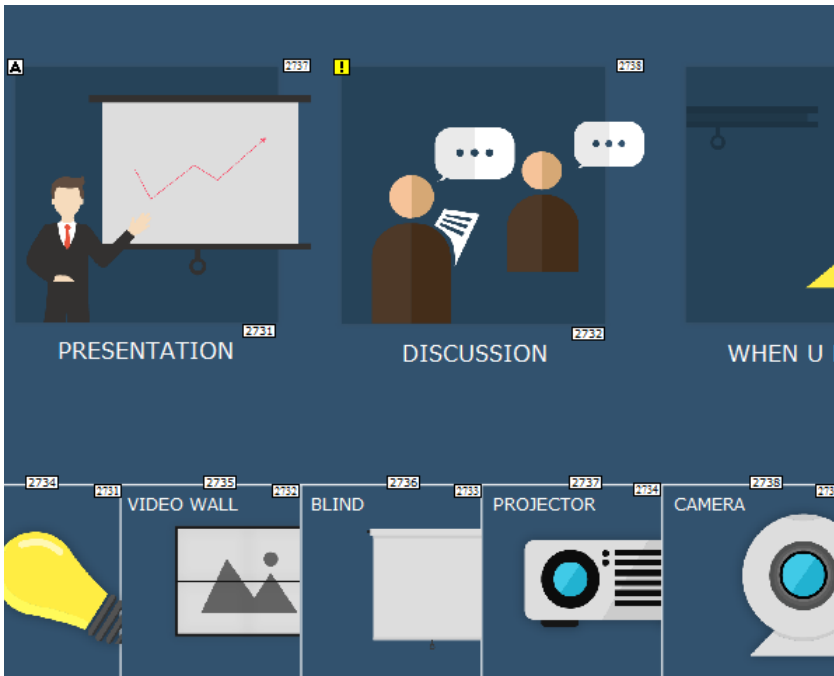 A
2737
!
2738
2731
2732
PRESENTATION
DISCUSSION
WHEN U
2734
2735
2736
2737
2738
2731
2732
2733
2734
VIDEO WALL
BLIND
PROJECTOR
CAMERA